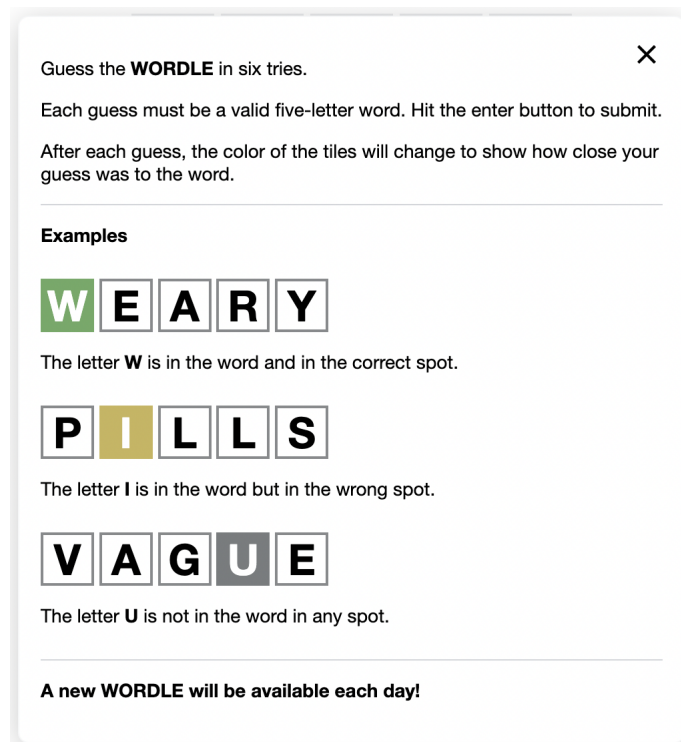 Guess the WORDLE in six tries.
Each guess must be a valid five-letter word. Hit the enter button to submit.
After each guess, the color of the tiles will change to show how close your
guess was to the word.
Examples
WEARY
The letter W is in the word and in the correct spot.
PILLS
The letter I is in the word but in the wrong spot.
VAGUE
The letter U is not in the word in any spot.
A new WORDLE will be available each day!